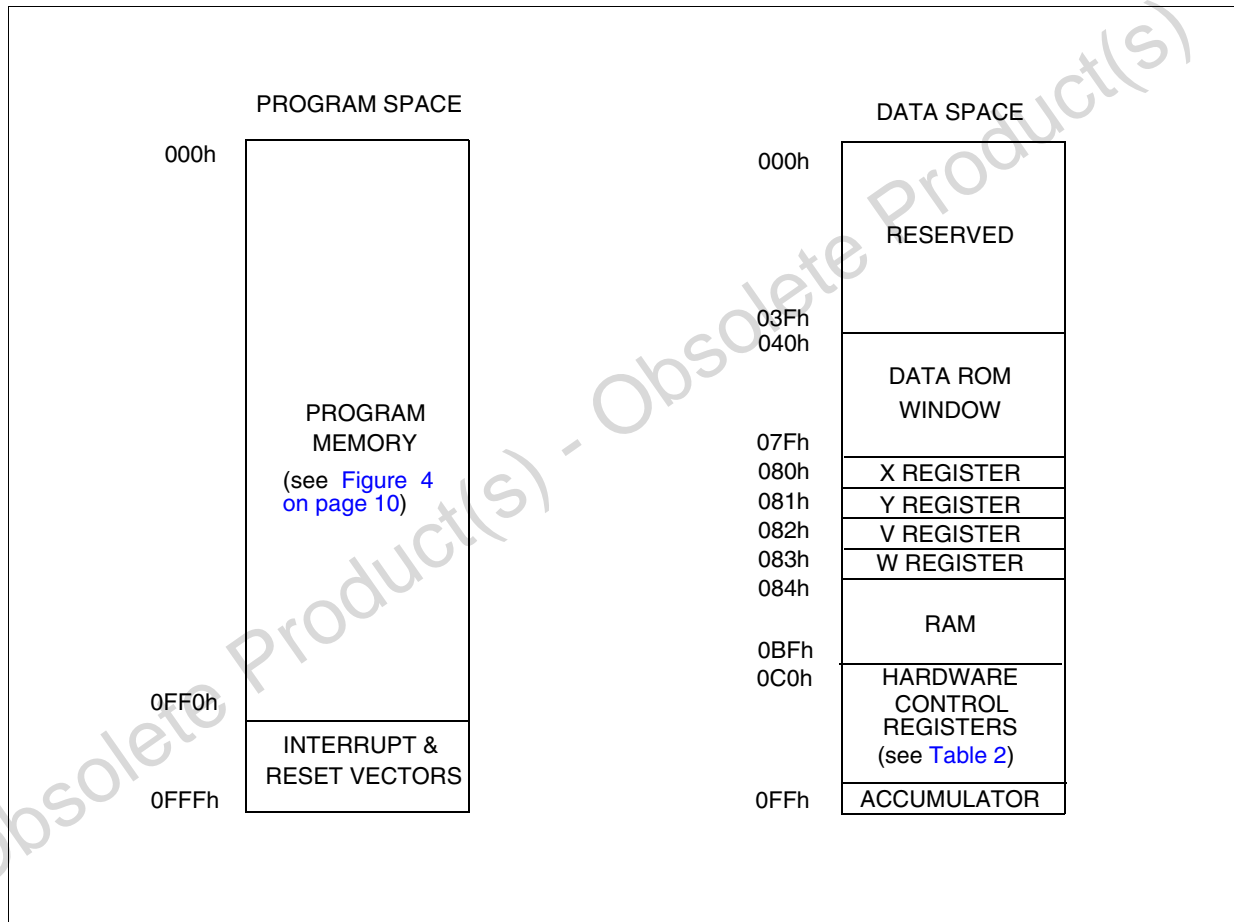 PROGRAM SPACE
000h
PROGRAM
MEMORY
(see Figure 4
on page 10)
0FF0h
INTERRUPT &
RESET VECTORS
0FFFh
DATA SPACE
000h
RESERVED
03Fh
040h
DATA ROM
WINDOW
07Fh
080h X REGISTER
081h Y REGISTER
082h V REGISTER
083h W REGISTER
084h
RAM
0BFh
0C0h HARDWARE
CONTROL
REGISTERS
(see Table 2)
0FFh ACCUMULATOR
Obsolete Product(s) - Obsolete Product(s)